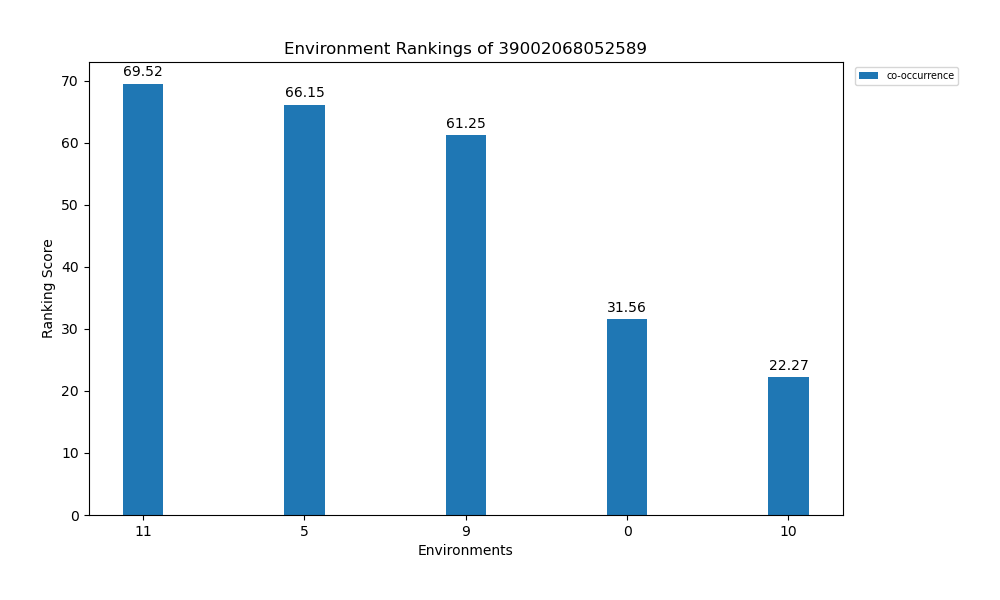 Environment Rankings of 39002068052589
co-occurrence
69.52
66.15
61.25
31.56
22.27
70
60
50
40
30
20
10
0
Ranking Score
11 5 9 0 10
Environments